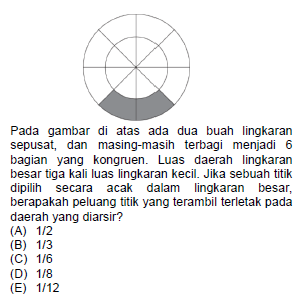 Pada gambar di atas ada dua buah lingkaran
sepusat, dan masing-masih terbagi menjadi 6
bagian yang kongruen. Luas daerah lingkaran
besar tiga kali luas lingkaran kecil. Jika sebuah titik
dipilih secara acak dalam lingkaran besar,
berapakah peluang titik yang terambil terletak pada
daerah yang diarsir?
(A) 1/2
(B) 1/3
(C) 1/6
(D) 1/8
(E) 1/12